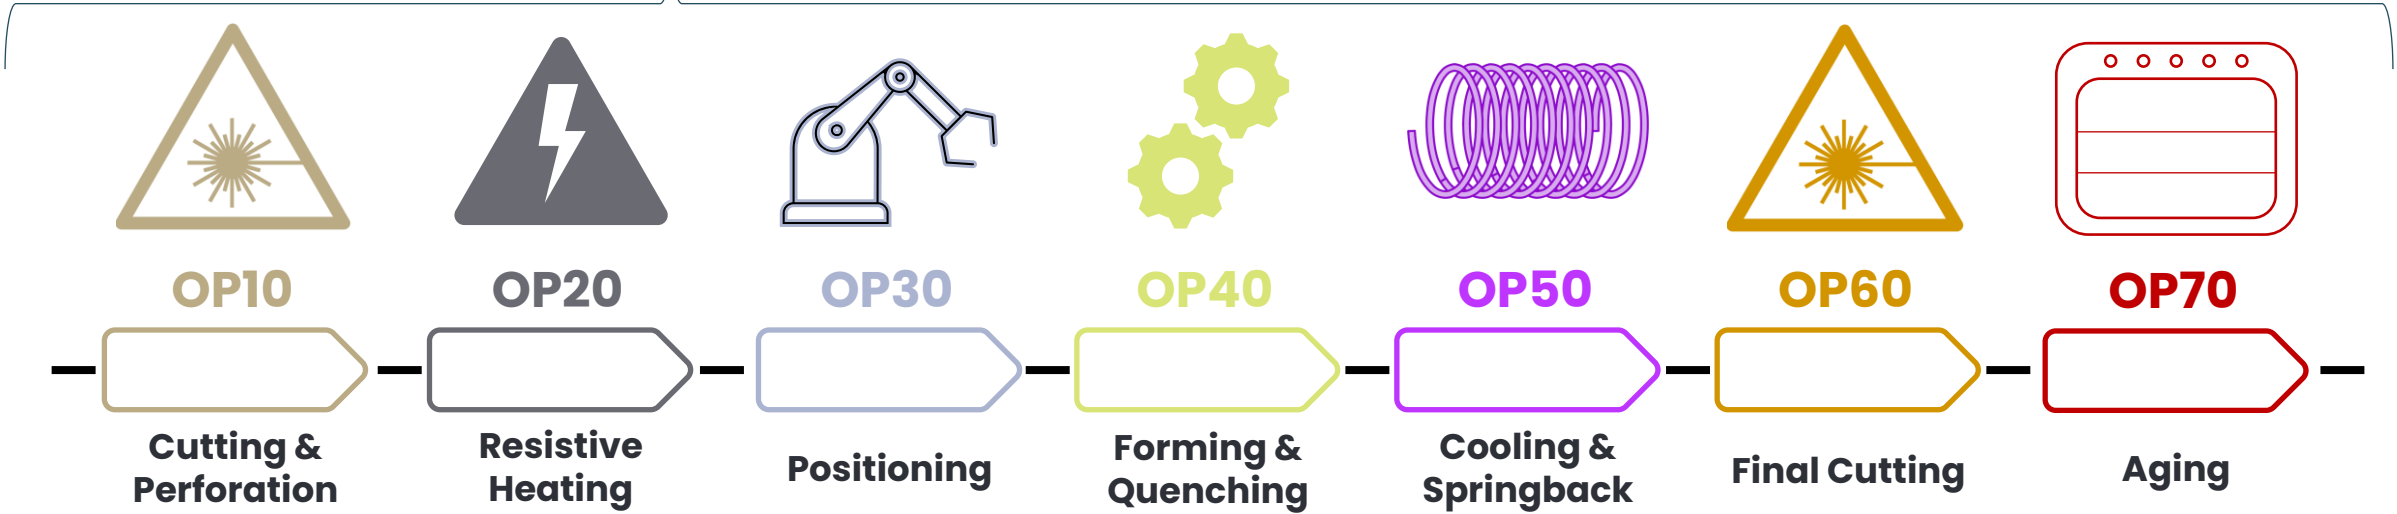 OP10
OP20
OP30
OP40
OP50
OP60
OP70
Cutting &
Perforation
Resistive
Heating
Positioning
Forming &
Quenching
Cooling &
Springback
Final Cutting
Aging